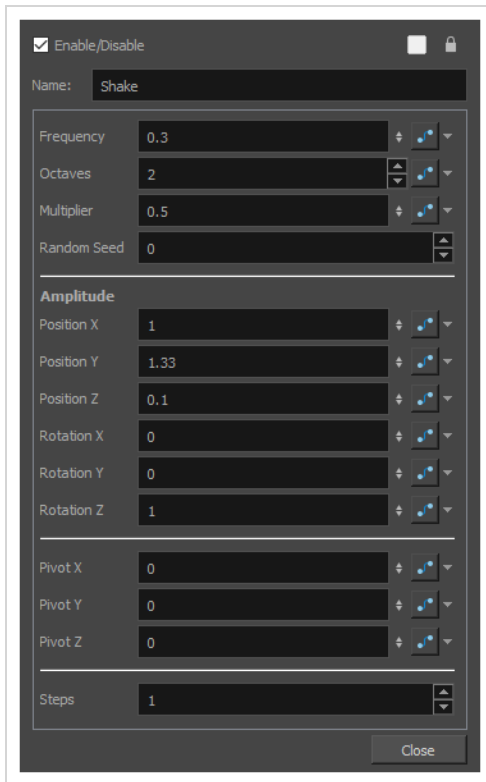 Enable/Disable
Name: Shake
Frequency 0.3
Octaves 2
Multiplier 0.5
Random Seed 0
Amplitude
Position X 1
Position Y 1.33
Position Z 0.1
Rotation X 0
Rotation Y 0
Rotation Z 1
Pivot X 0
Pivot Y 0
Pivot Z 0
Steps 1
Close